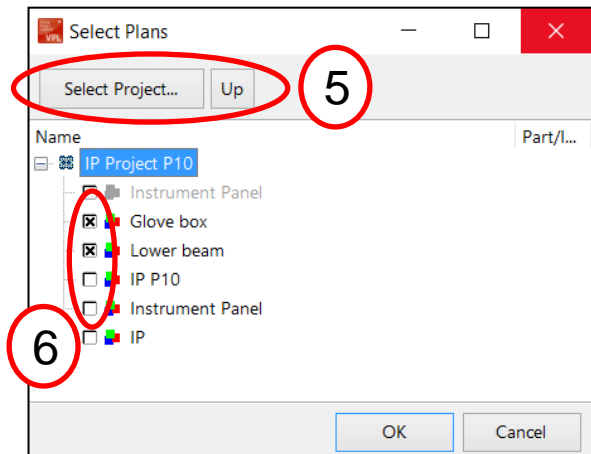 VPL Select Plans
Select Project... Up 5
Name Part/I...
IP Project P10
Instrument Panel
Glove box
Lower beam
IP P10
Instrument Panel
6 IP
OK Cancel